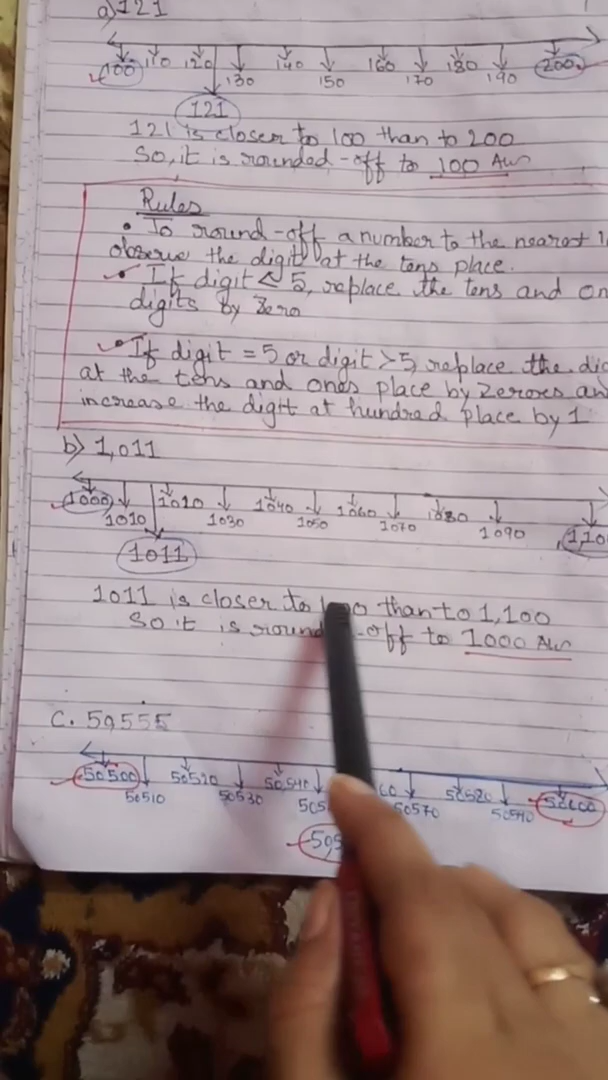 a) 121
100 110 120 130 140 150 160 170 180 190 200
121
121 is closer to 100 than to 200
So, it is rounded-off to 100 Ans
Rules
• To round-off a number to the nearest
observe the digit at the tens place.
• If digit < 5, replace the tens and
digits by Zero
• If digit = 5 or digit > 5, replace the
at the tens and ones place by Zeroes
increase the digit at hundred place by 1
b) 1,011
1000 1010 1020 1030 1040 1050 1060 1070 1080 1090
1011
1011 is closer to than to 1,100
So it is off to 1000 Ans
C. 50555
50500 50510 50520 50530 50540 50570 50580 50590 50600